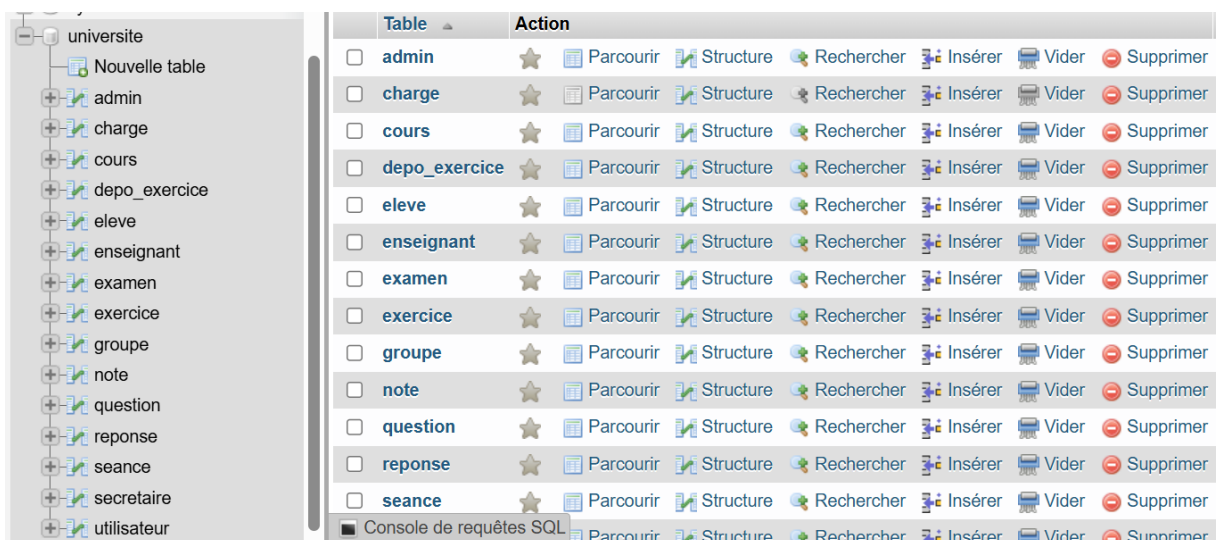 universite
Nouvelle table
admin
charge
cours
depo_exercice
eleve
enseignant
examen
exercice
groupe
note
question
reponse
seance
secretaire
utilisateur
Table Action
admin Parcourir Structure Rechercher Insérer Vider Supprimer
charge Parcourir Structure Rechercher Insérer Vider Supprimer
cours Parcourir Structure Rechercher Insérer Vider Supprimer
depo_exercice Parcourir Structure Rechercher Insérer Vider Supprimer
eleve Parcourir Structure Rechercher Insérer Vider Supprimer
enseignant Parcourir Structure Rechercher Insérer Vider Supprimer
examen Parcourir Structure Rechercher Insérer Vider Supprimer
exercice Parcourir Structure Rechercher Insérer Vider Supprimer
groupe Parcourir Structure Rechercher Insérer Vider Supprimer
note Parcourir Structure Rechercher Insérer Vider Supprimer
question Parcourir Structure Rechercher Insérer Vider Supprimer
reponse Parcourir Structure Rechercher Insérer Vider Supprimer
seance Parcourir Structure Rechercher Insérer Vider Supprimer
Console de requêtes SQL Parcourir Structure Rechercher Insérer Vider Supprimer